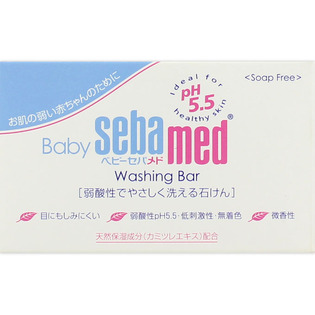 お肌の弱い赤ちゃんのために
ideal for
pH
5.5
healthy skin
<Soap Free>
Baby sebamed®
ベビーセバメド
Washing Bar
[弱酸性でやさしく洗える石けん]
目にもしみにくい 弱酸性pH5.5・低刺激性・無着色 微香性
天然保湿成分(カミツレエキス)配合